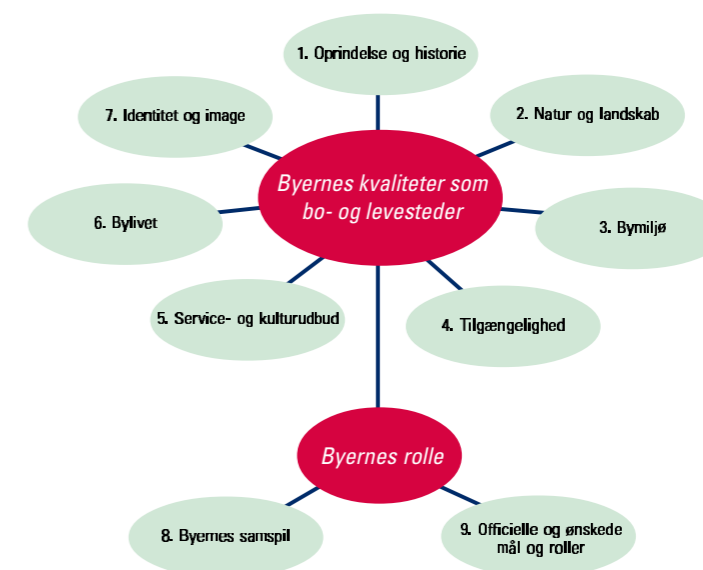 1. Oprindelse og historie
7. Identitet og image
2. Natur og landskab
Byernes kvaliteter som
bo- og levesteder
6. Bylivet
3. Bymiljø
5. Service- og kulturudbud
4. Tilgængelighed
Byernes rolle
8. Byernes samspil
9. Officielle og ønskede
mål og roller